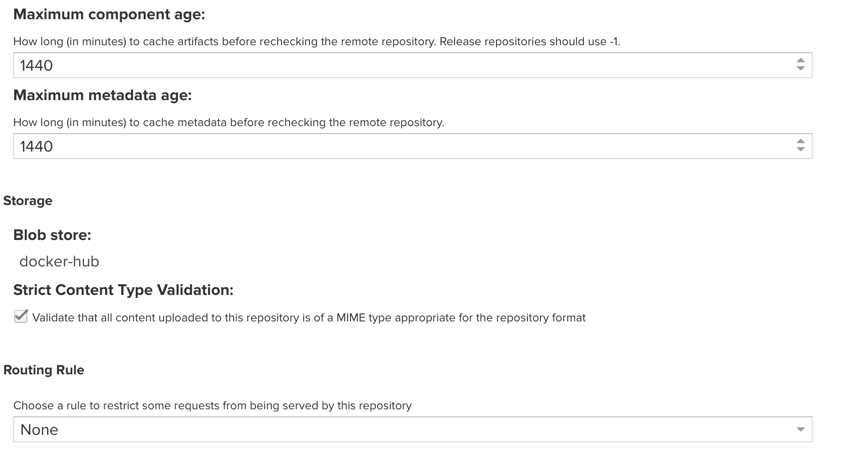 Maximum component age:
How long (in minutes) to cache artifacts before rechecking the remote repository. Release repositories should use -1.
1440
Maximum metadata age:
How long (in minutes) to cache metadata before rechecking the remote repository.
1440
Storage
Blob store:
docker-hub
Strict Content Type Validation:
Validate that all content uploaded to this repository is of a MIME type appropriate for the repository format
Routing Rule
Choose a rule to restrict some requests from being served by this repository
None